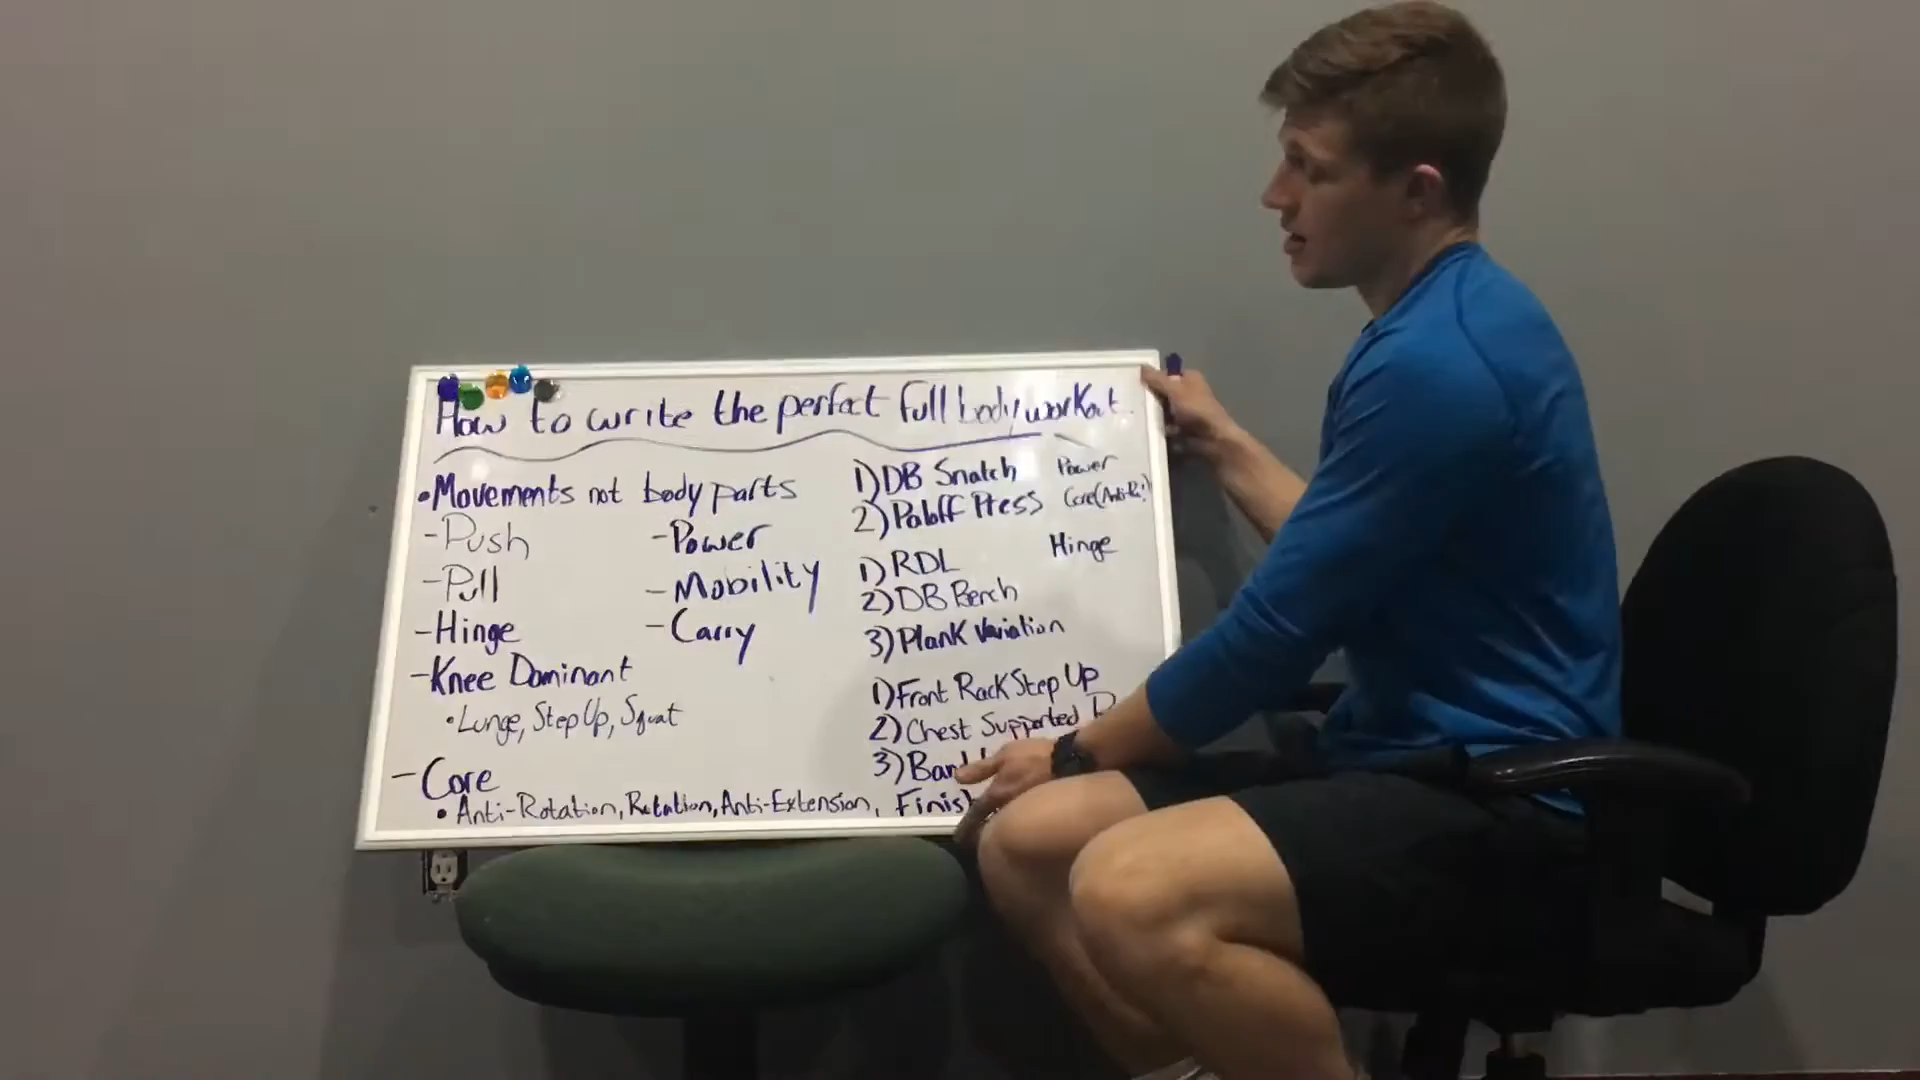 How to write the perfect full body workout
•Movements not body parts
-Push
-Pull
-Hinge
-Knee Dominant
•Lunge, Step Up, Squat
-Core
•Anti-Rotation, Rotation, Anti-Extension,
-Power
-Mobility
-Carry
1) DB Snatch Power
2) Paloff Press
1) RDL Hinge
2) DB Bench
3) Plank Variation
1) Front Rack Step Up
2) Chest Supported
3)